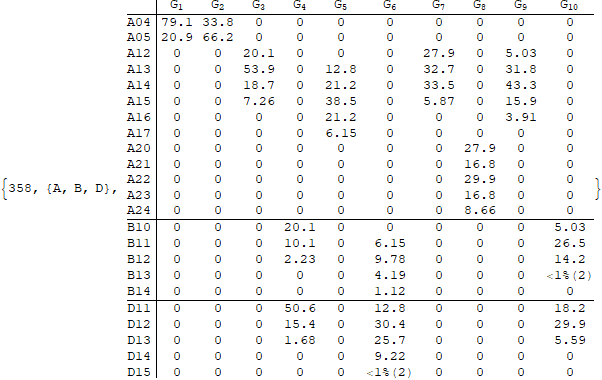 G1 G2 G3 G4 G5 G6 G7 G8 G9 G10
A04 79.1 33.8 0 0 0 0 0 0 0 0
A05 20.9 66.2 0 0 0 0 0 0 0 0
A12 0 0 20.1 0 0 0 27.9 0 5.03 0
A13 0 0 53.9 0 12.8 0 32.7 0 31.8 0
A14 0 0 18.7 0 21.2 0 33.5 0 43.3 0
A15 0 0 7.26 0 38.5 0 5.87 0 15.9 0
A16 0 0 0 0 21.2 0 0 0 3.91 0
A17 0 0 0 0 6.15 0 0 0 0 0
A20 0 0 0 0 0 0 0 27.9 0 0
A21 0 0 0 0 0 0 0 16.8 0 0
{358, {A, B, D}, A22 0 0 0 0 0 0 0 29.9 0 0 }
A23 0 0 0 0 0 0 0 16.8 0 0
A24 0 0 0 0 0 0 0 8.66 0 0
B10 0 0 0 20.1 0 0 0 0 0 5.03
B11 0 0 0 10.1 0 6.15 0 0 0 26.5
B12 0 0 0 2.23 0 9.78 0 0 0 14.2
B13 0 0 0 0 0 4.19 0 0 0 <1%(2)
B14 0 0 0 0 0 1.12 0 0 0 0
D11 0 0 0 50.6 0 12.8 0 0 0 18.2
D12 0 0 0 15.4 0 30.4 0 0 0 29.9
D13 0 0 0 1.68 0 25.7 0 0 0 5.59
D14 0 0 0 0 0 9.22 0 0 0 0
D15 0 0 0 0 0 <1%(2) 0 0 0 0